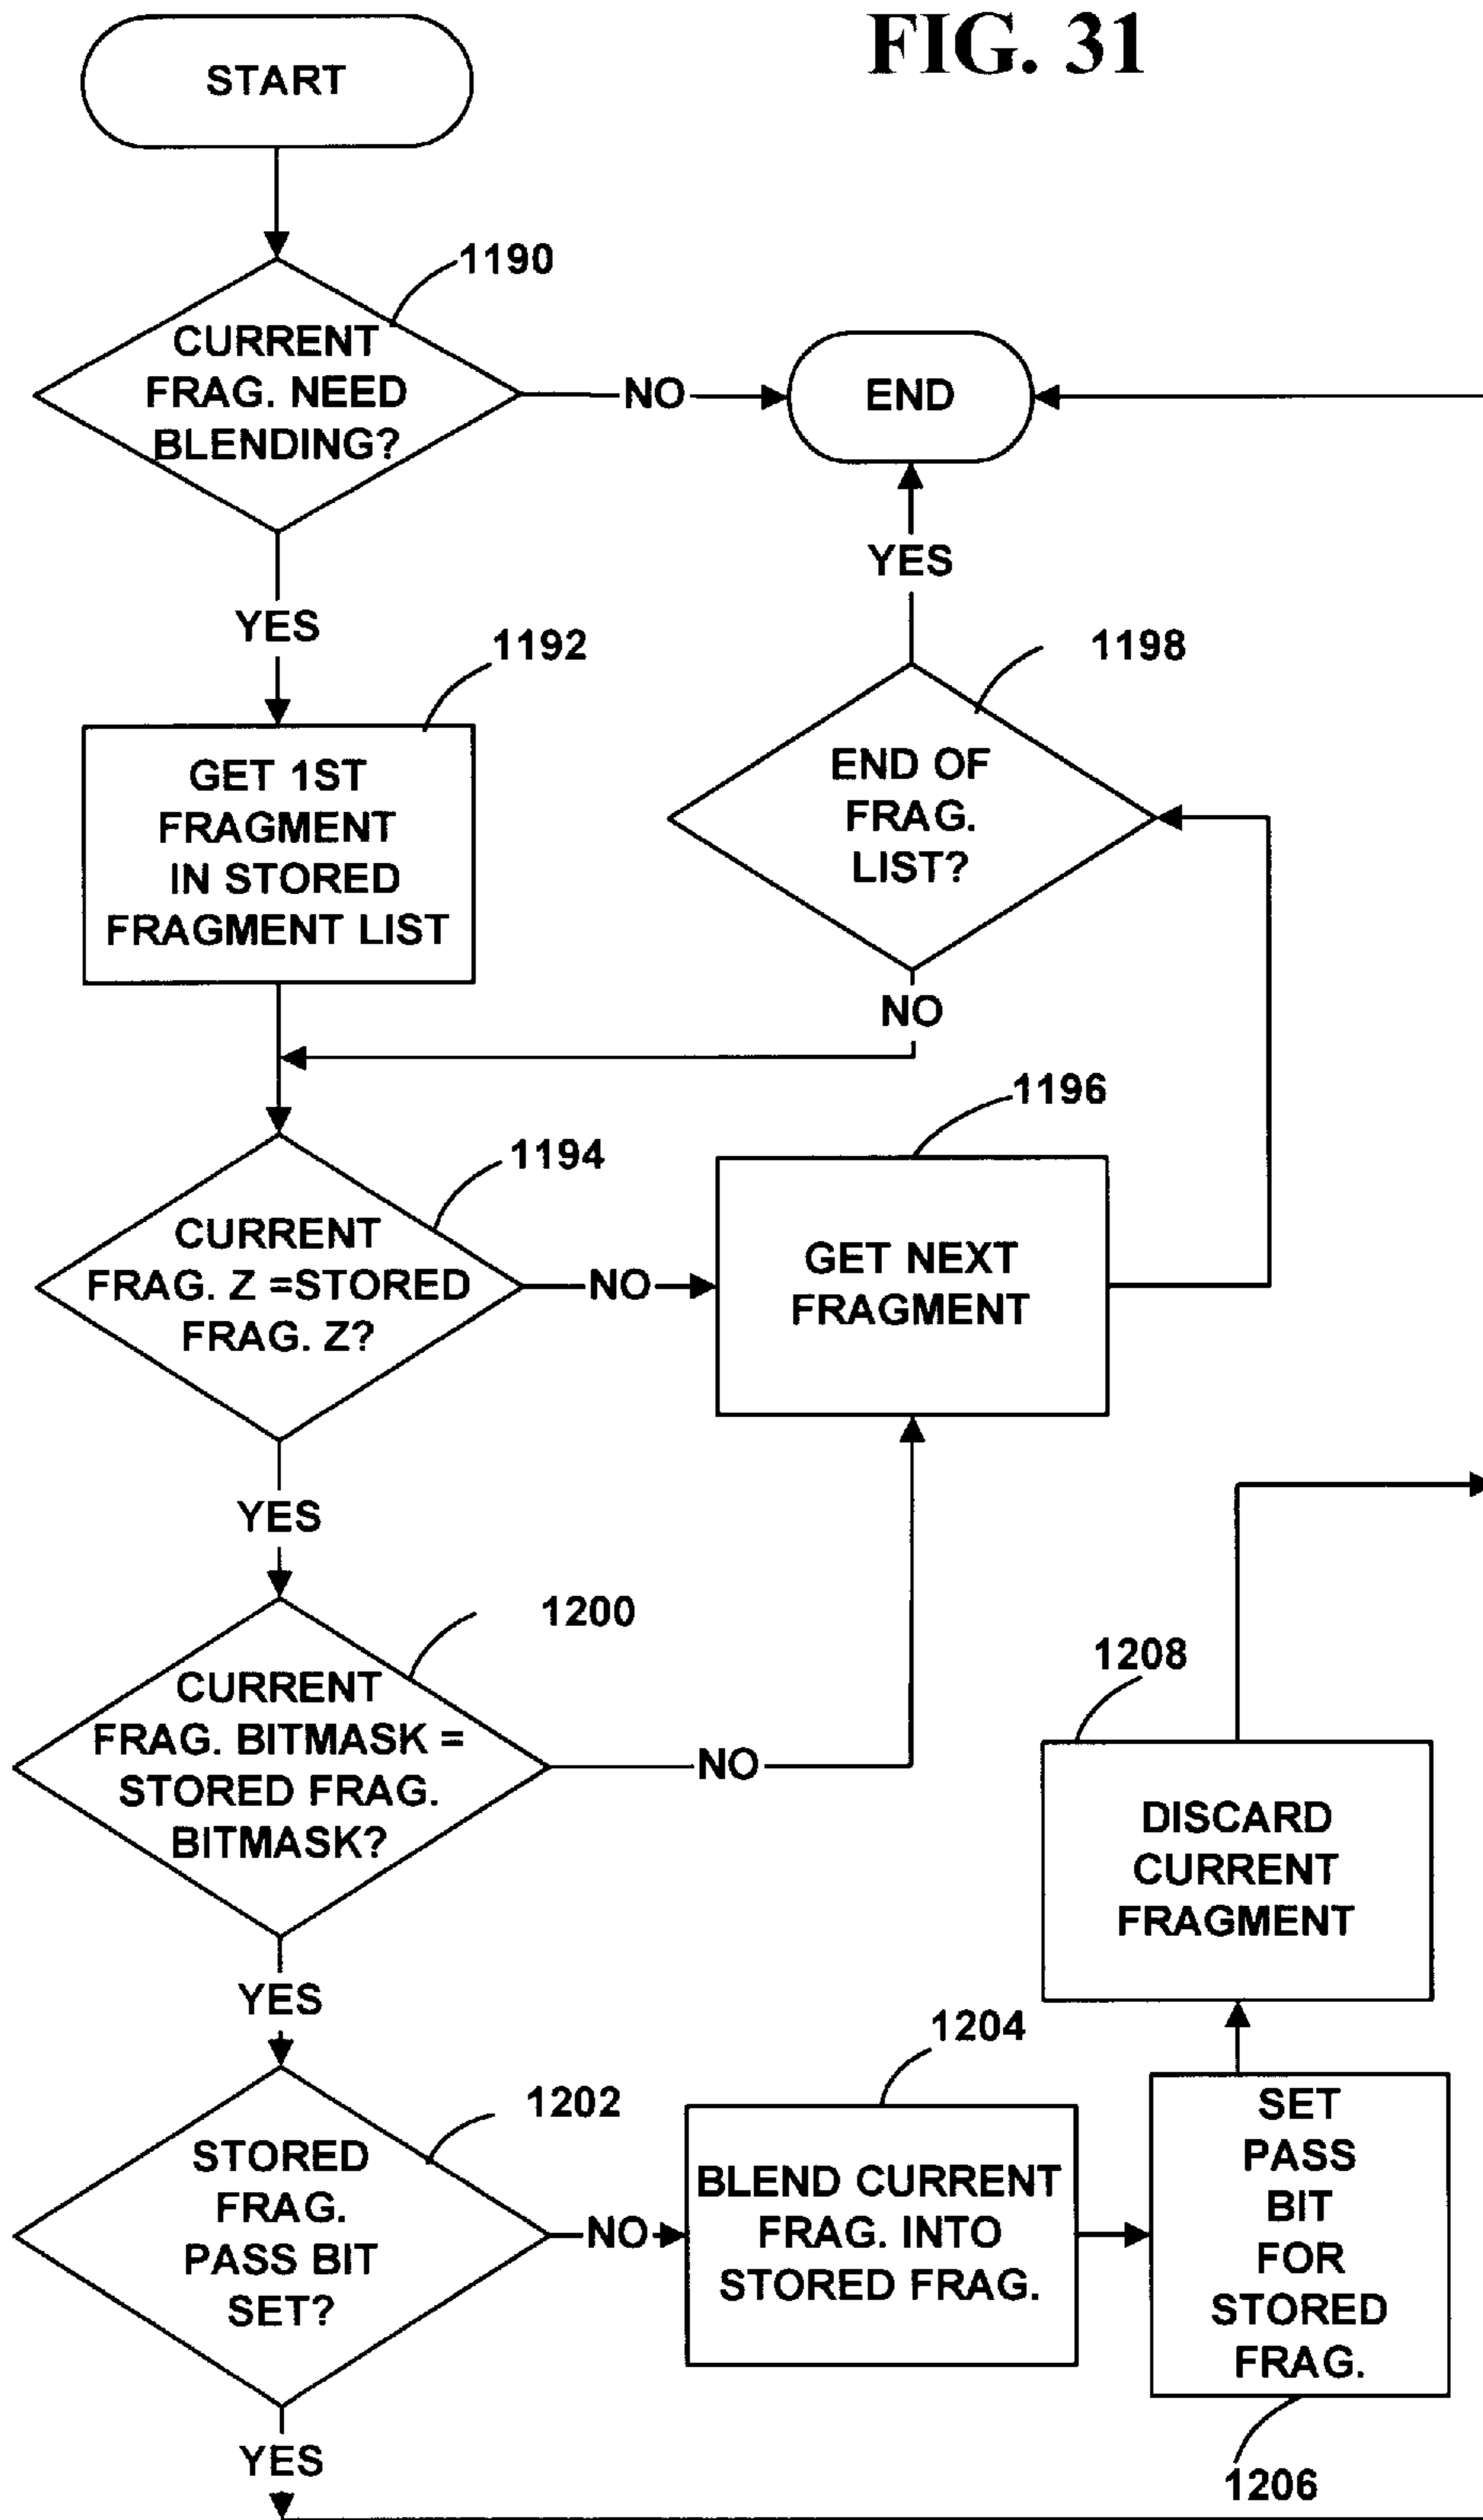 FIG. 31
START
1190
CURRENT
FRAG. NEED
BLENDING?
NO
END
YES
YES
1192
GET 1ST
FRAGMENT
IN STORED
FRAGMENT LIST
1198
END OF
FRAG.
LIST?
NO
1196
1194
CURRENT
FRAG. Z =STORED
FRAG. Z?
NO
GET NEXT
FRAGMENT
YES
1200
CURRENT
FRAG. BITMASK =
STORED FRAG.
BITMASK?
NO
1208
DISCARD
CURRENT
FRAGMENT
YES
1204
1202
STORED
FRAG.
PASS BIT
SET?
NO
BLEND CURRENT
FRAG. INTO
STORED FRAG.
SET
PASS
BIT
FOR
STORED
FRAG.
YES
1206